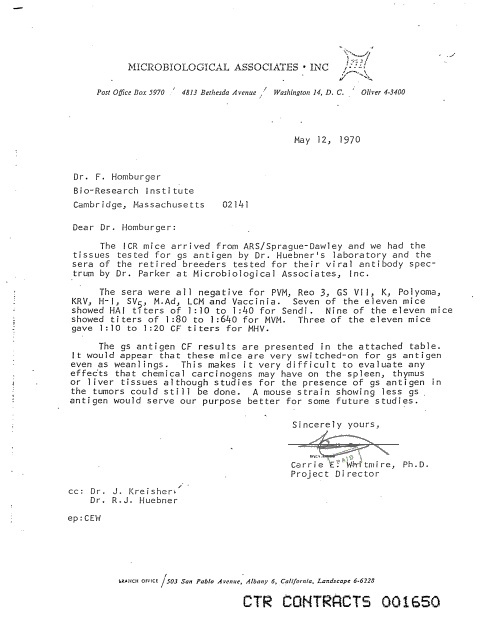 MICROBIOLOGICAL ASSOCIATES • INC
Post Office Box 5970 / 4813 Bethesda Avenue / Washington 14, D. C. / Oliver 4-3400
May 12, 1970
Dr. F. Homburger
Bio-Research Institute
Cambridge, Massachusetts 02141
Dear Dr. Homburger:
The ICR mice arrived from ARS/Sprague-Dawley and we had the
tissues tested for gs antigen by Dr. Huebner's laboratory and the
sera of the retired breeders tested for their viral antibody spec-
trum by Dr. Parker at Microbiological Associates, Inc.
The sera were all negative for PVM, Reo 3, GS VII, K, Polyoma,
KRV, H-I, SV5, M.Ad, LCM and Vaccinia. Seven of the eleven mice
showed HAI titers of 1:10 to 1:40 for Sendi. Nine of the eleven mice
showed titers of 1:80 to 1:640 for MVM. Three of the eleven mice
gave 1:10 to 1:20 CF titers for MHV.
The gs antigen CF results are presented in the attached table.
It would appear that these mice are very switched-on for gs antigen
even as weanlings. This makes it very difficult to evaluate any
effects that chemical carcinogens may have on the spleen, thymus
or liver tissues although studies for the presence of gs antigen in
the tumors could still be done. A mouse strain showing less gs
antigen would serve our purpose better for some future studies.
Sincerely yours,
PAID
Carrie E. Whitmire, Ph.D.
Project Director
cc: Dr. J. Kreisher
Dr. R.J. Huebner
ep:CEW
BRANCH OFFICE / 503 San Pablo Avenue, Albany 6, California, Landscape 6-6228
CTR CONTRACTS 001650